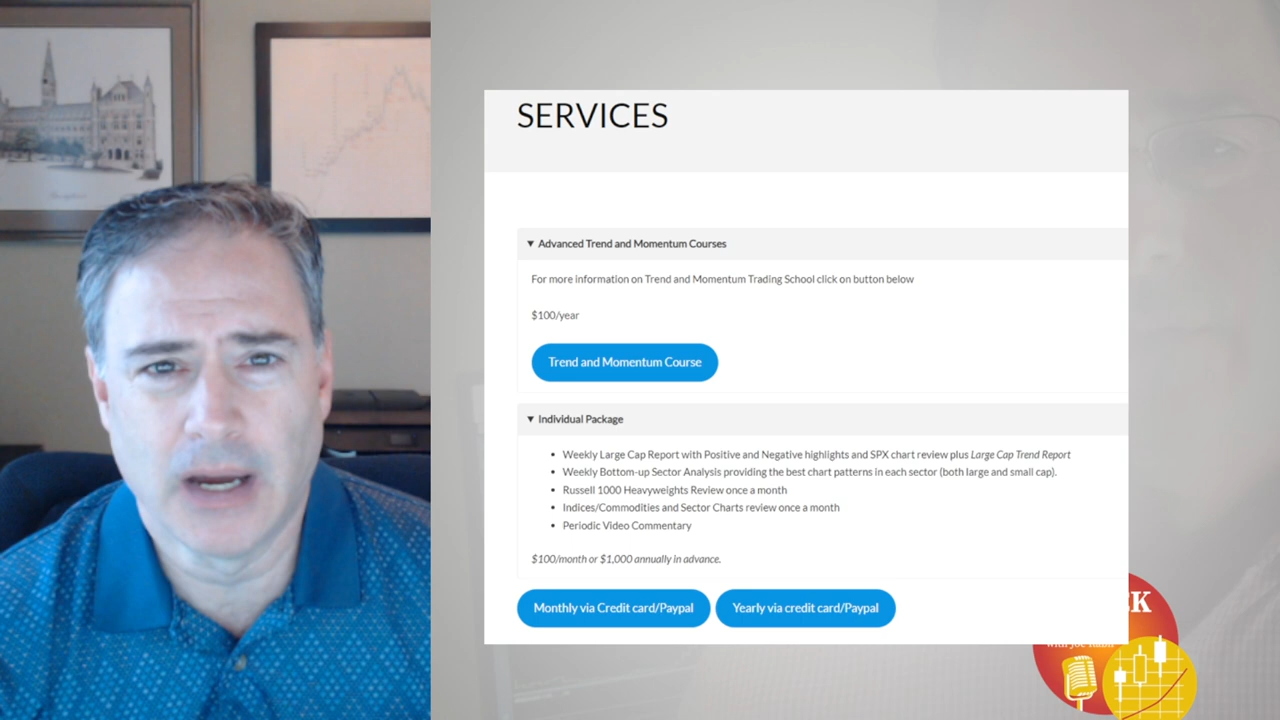 SERVICES
▼ Advanced Trend and Momentum Courses
For more information on Trend and Momentum Trading School click on button below
$100/year
Trend and Momentum Course
▼ Individual Package
• Weekly Large Cap Report with Positive and Negative highlights and SPX chart review plus Large Cap Trend Report
• Weekly Bottom-up Sector Analysis providing the best chart patterns in each sector (both large and small cap).
• Russell 1000 Heavyweights Review once a month
• Indices/Commodities and Sector Charts review once a month
• Periodic Video Commentary
$100/month or $1,000 annually in advance.
Monthly via Credit card/Paypal
Yearly via credit card/Paypal